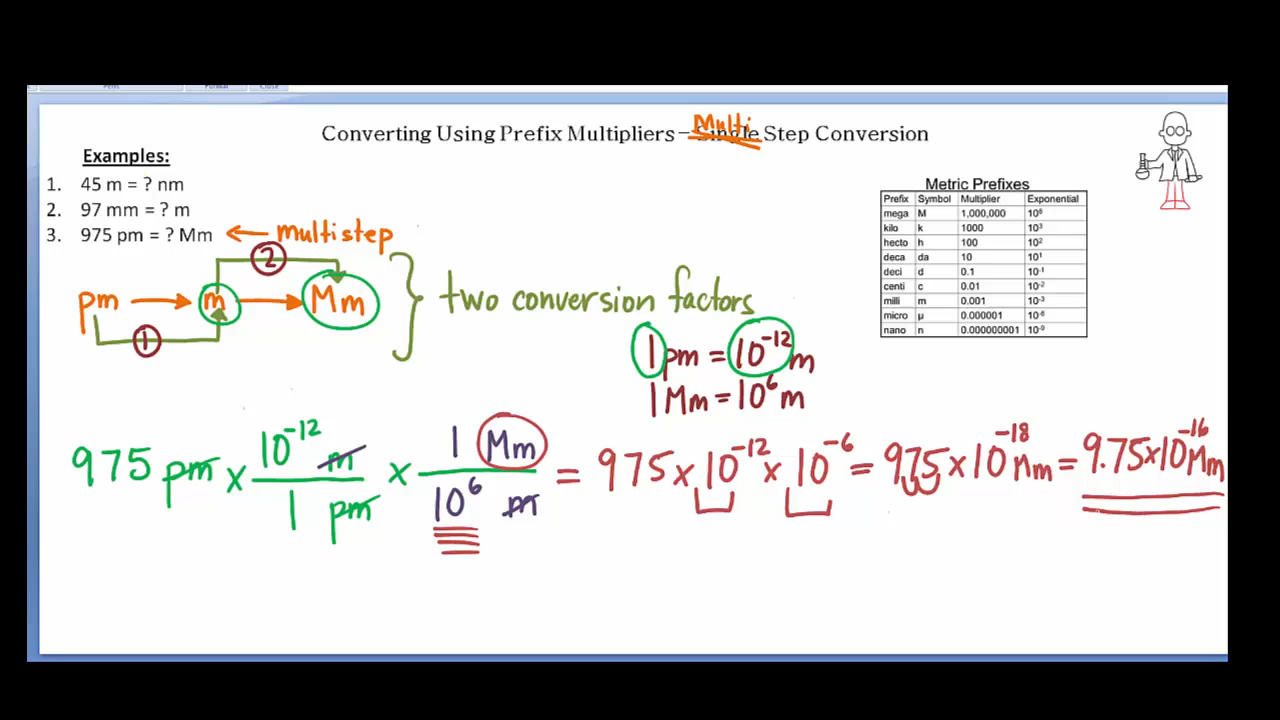 Pens Format Close
Converting Using Prefix Multipliers – Single Step Conversion
Multi
Examples:
1. 45 m = ? nm
2. 97 mm = ? m
3. 975 pm = ? Mm ← multistep
Metric Prefixes
Prefix Symbol Multiplier Exponential
mega M 1,000,000 10⁶
kilo k 1000 10³
hecto h 100 10²
deca da 10 10¹
deci d 0.1 10⁻¹
centi c 0.01 10⁻²
milli m 0.001 10⁻³
micro µ 0.000001 10⁻⁶
nano n 0.000000001 10⁻⁹
2
pm → m → Mm } two conversion factors
1
1 pm = 10⁻¹² m
1 Mm = 10⁶ m
975 pm × 10⁻¹² m / 1 pm × 1 Mm / 10⁶ m = 975 × 10⁻¹² × 10⁻⁶ = 975 × 10⁻¹⁸ Mm = 9.75×10⁻¹⁶ Mm